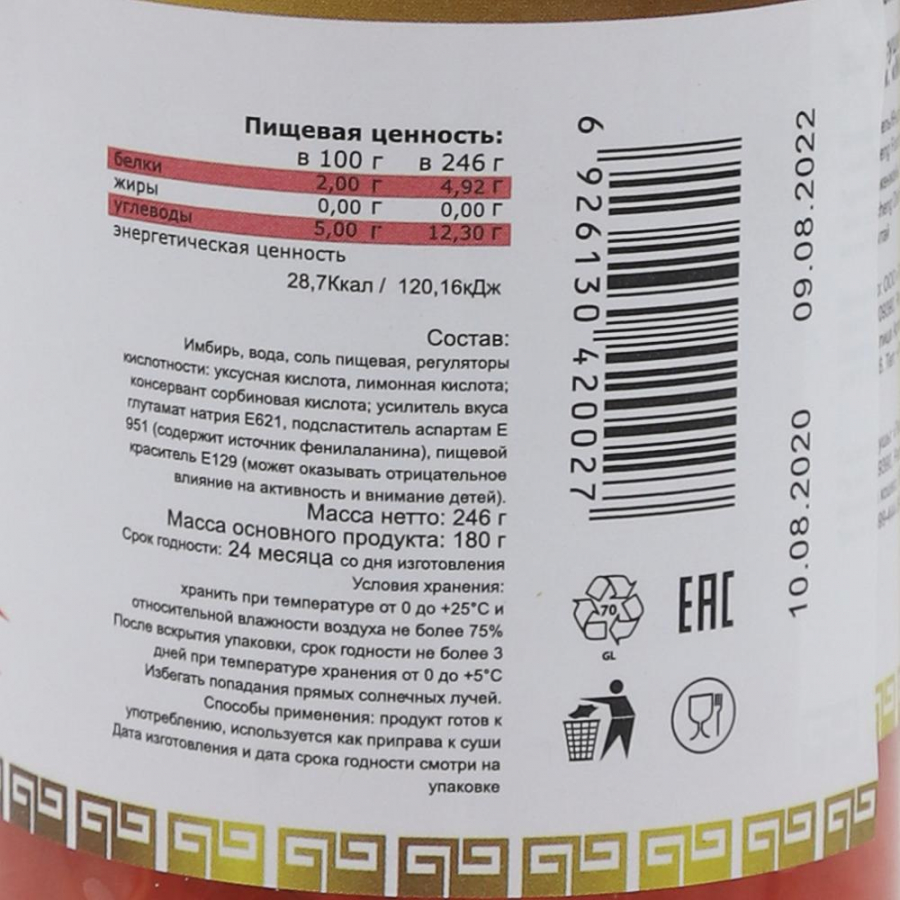 Пищевая ценность:
в 100 г в 246 г
белки 2,00 г 4,92 г
жиры 0,00 г 0,00 г
углеводы 5,00 г 12,30 г
энергетическая ценность
28,7Ккал / 120,16кДж
Состав:
Имбирь, вода, соль пищевая, регуляторы
кислотности: уксусная кислота, лимонная кислота;
консервант сорбиновая кислота; усилитель вкуса
глутамат натрия Е621, подсластитель аспартам Е
951 (содержит источник фенилаланина), пищевой
краситель Е129 (может оказывать отрицательное
влияние на активность и внимание детей).
Масса нетто: 246 г
Масса основного продукта: 180 г
Срок годности: 24 месяца со дня изготовления
Условия хранения:
хранить при температуре от 0 до +25°С и
относительной влажности воздуха не более 75%
После вскрытия упаковки, срок годности не более 3
дней при температуре хранения от 0 до +5°С
Избегать попадания прямых солнечных лучей.
Способы применения: продукт готов к
употреблению, используется как приправа к суши
Дата изготовления и дата срока годности смотри на
упаковке
6 926130 420027
10.08.2020 09.08.2022
70
GL
EAC